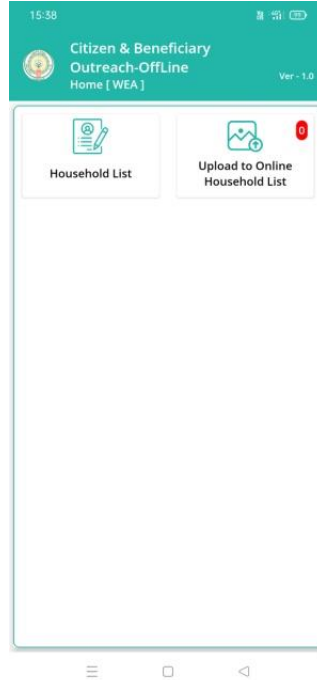 15:38
Citizen & Beneficiary
Outreach-OffLine
Home [ WEA ]
Ver - 1.0
Household List
0
Upload to Online
Household List